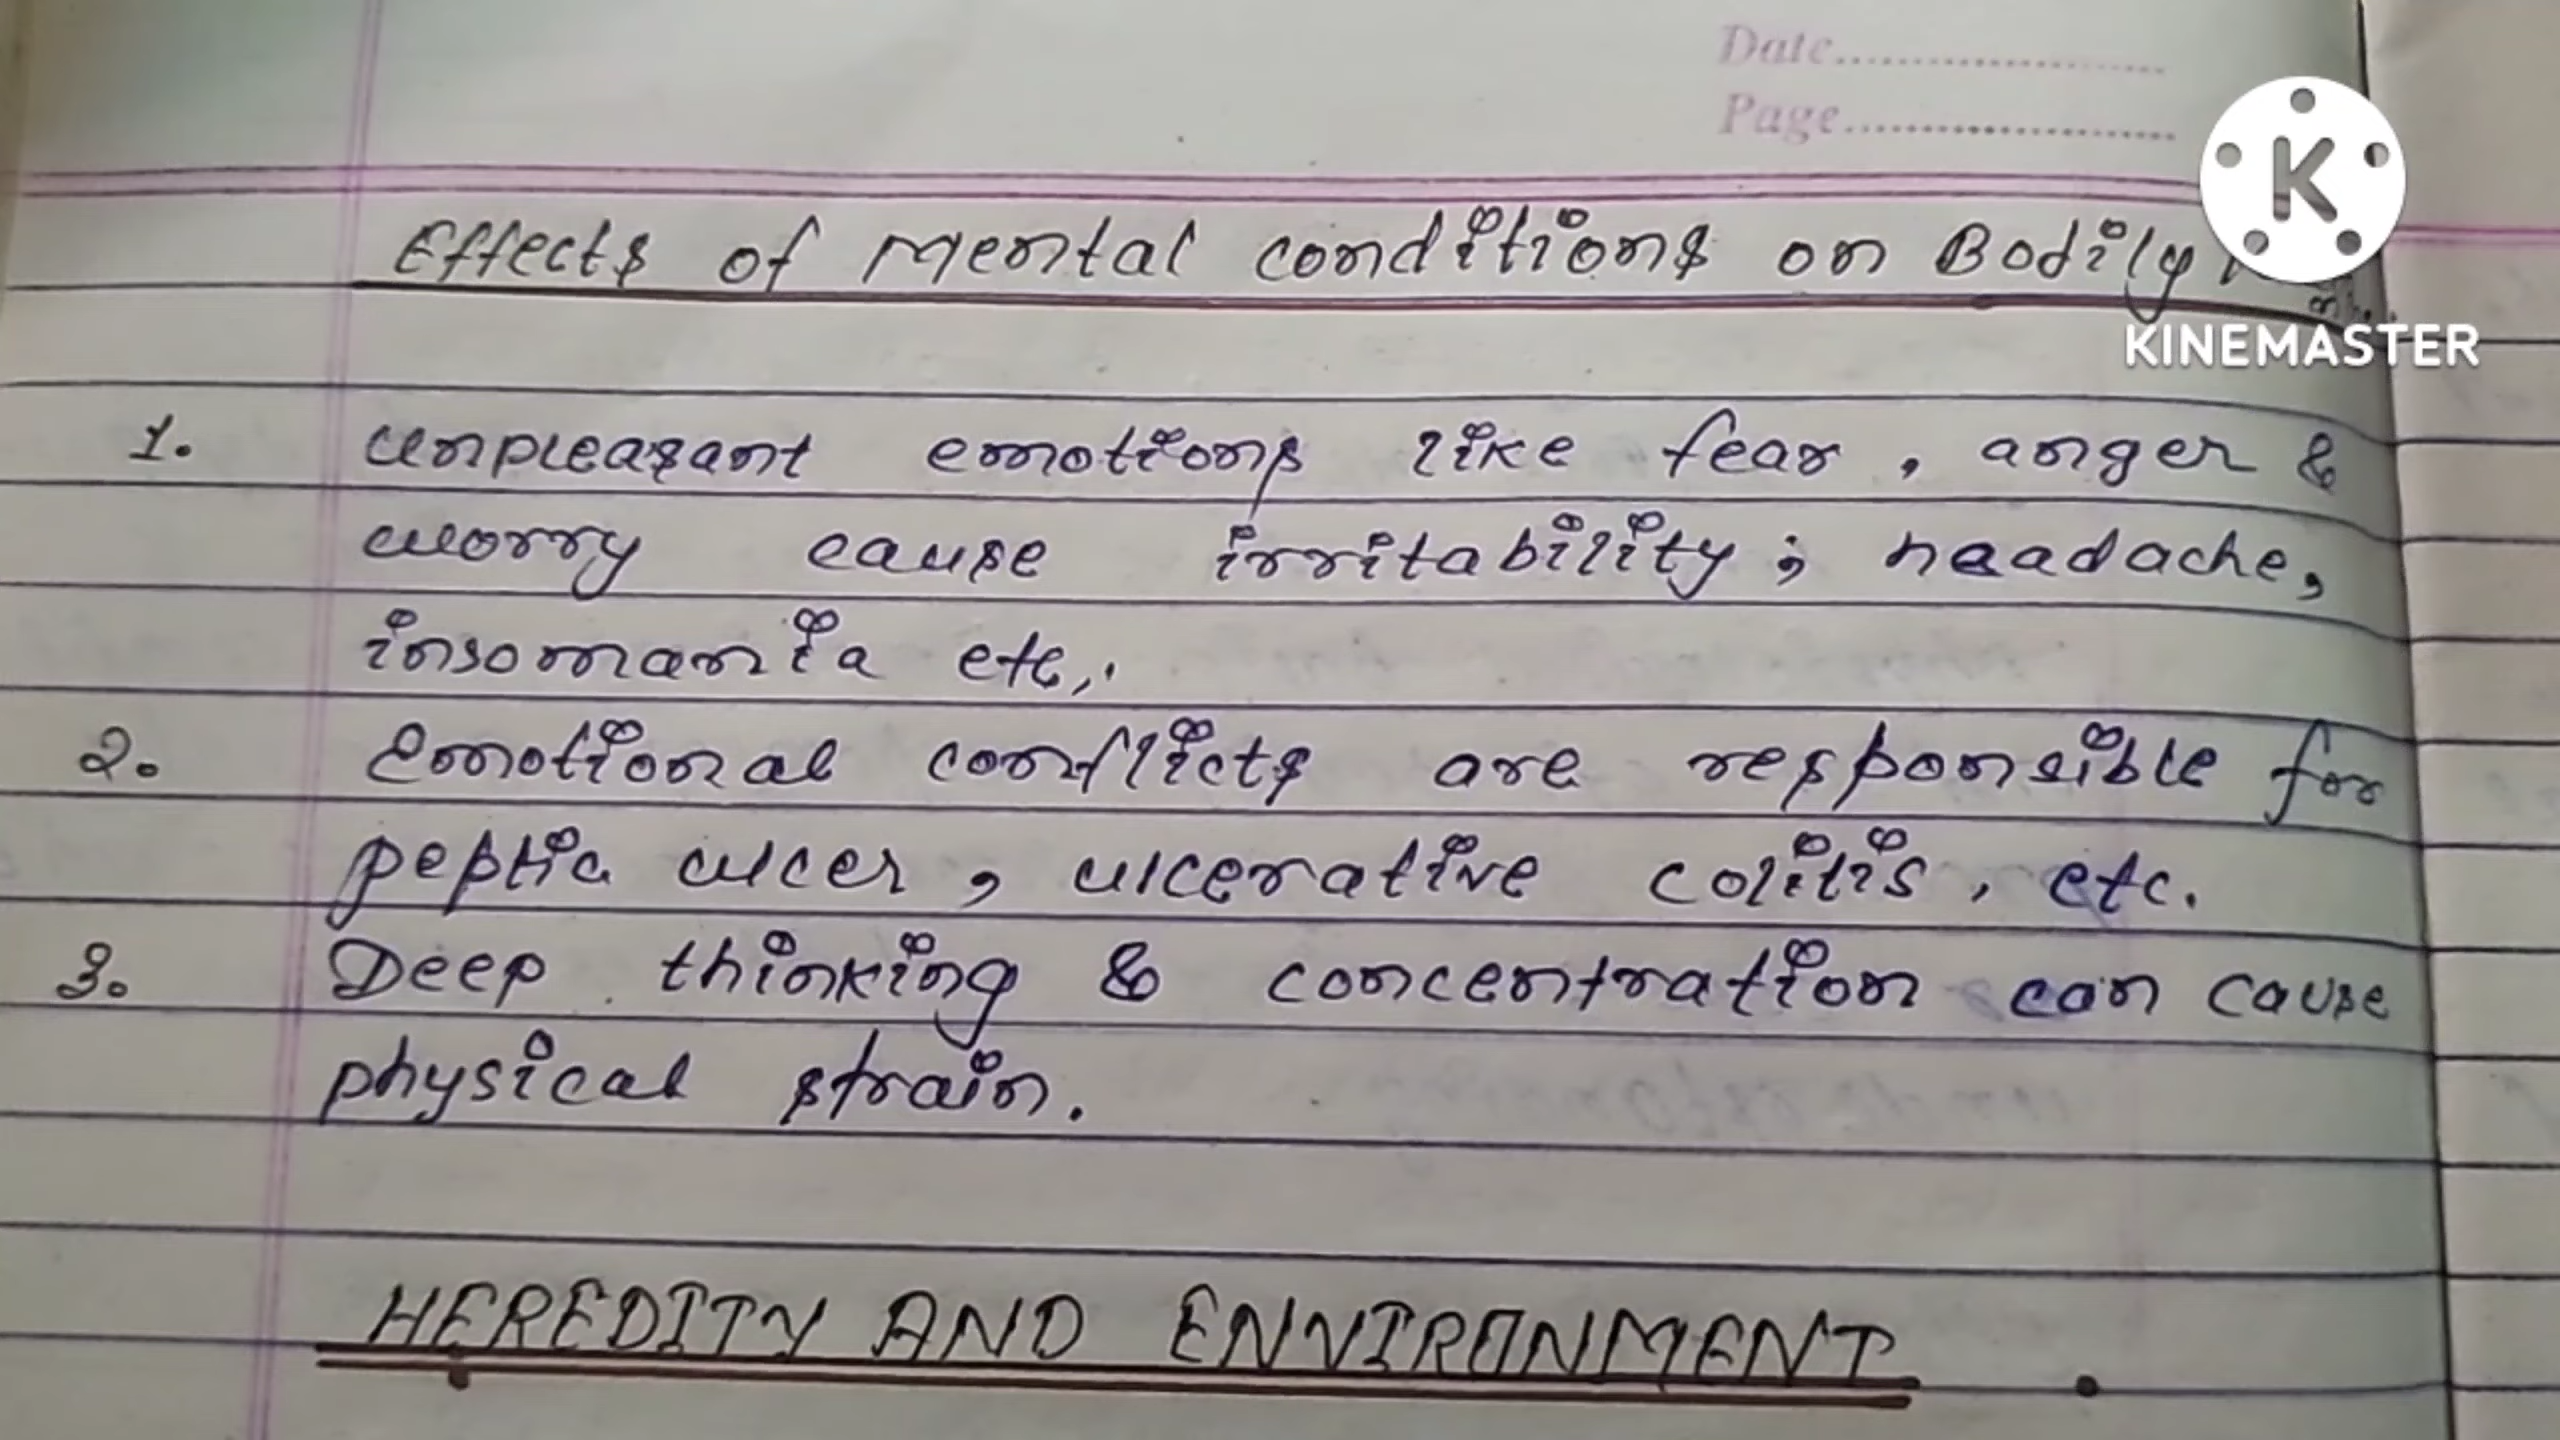 Date
Page
K
KINEMASTER
Effects of Mental conditions on Bodily
1. unpleasant emotions like fear, anger &
worry cause irritability; headache,
insomania etc,.
2. Emotional conflicts are responsible for
peptic ulcer, ulcerative colitis, etc.
3. Deep thinking & concentration can cause
physical strain.
HEREDITY AND ENVIRONMENT.